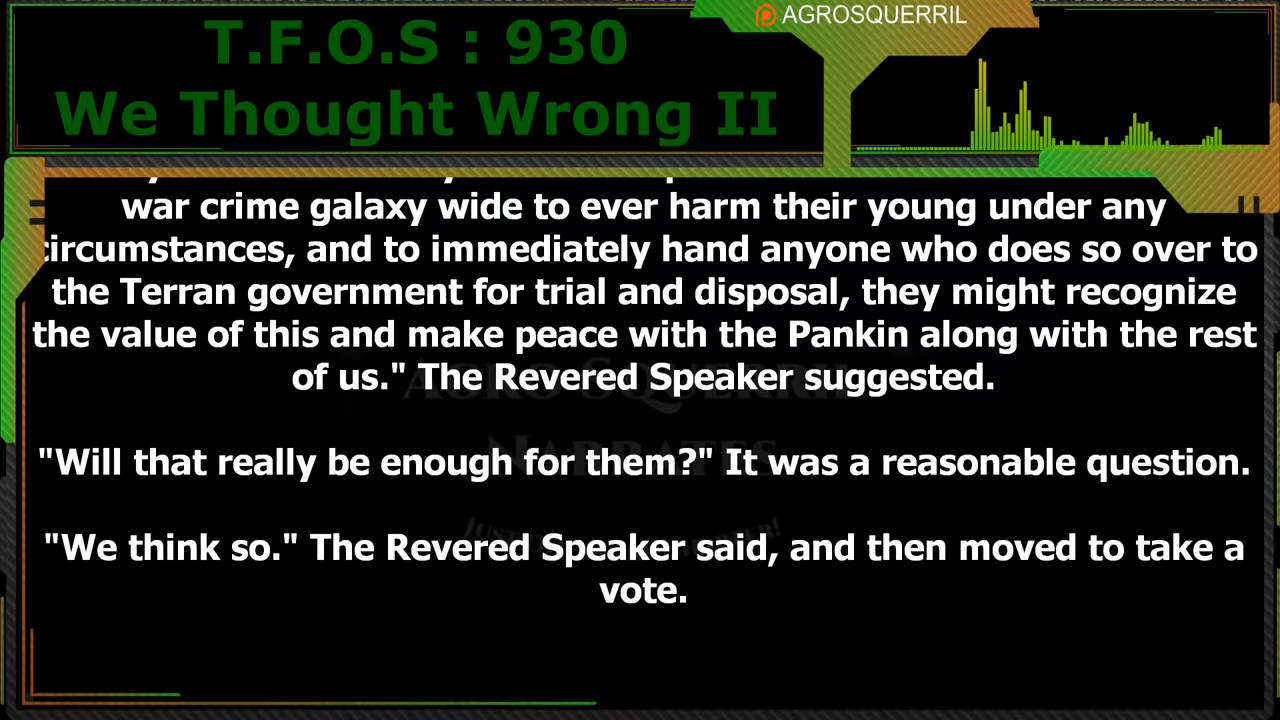 AGROSQUERRIL
T.F.O.S : 930
We Thought Wrong II
war crime galaxy wide to ever harm their young under any
circumstances, and to immediately hand anyone who does so over to
the Terran government for trial and disposal, they might recognize
the value of this and make peace with the Pankin along with the rest
of us." The Revered Speaker suggested.
"Will that really be enough for them?" It was a reasonable question.
"We think so." The Revered Speaker said, and then moved to take a
vote.
AGRO SQUERRIL
NARRATES